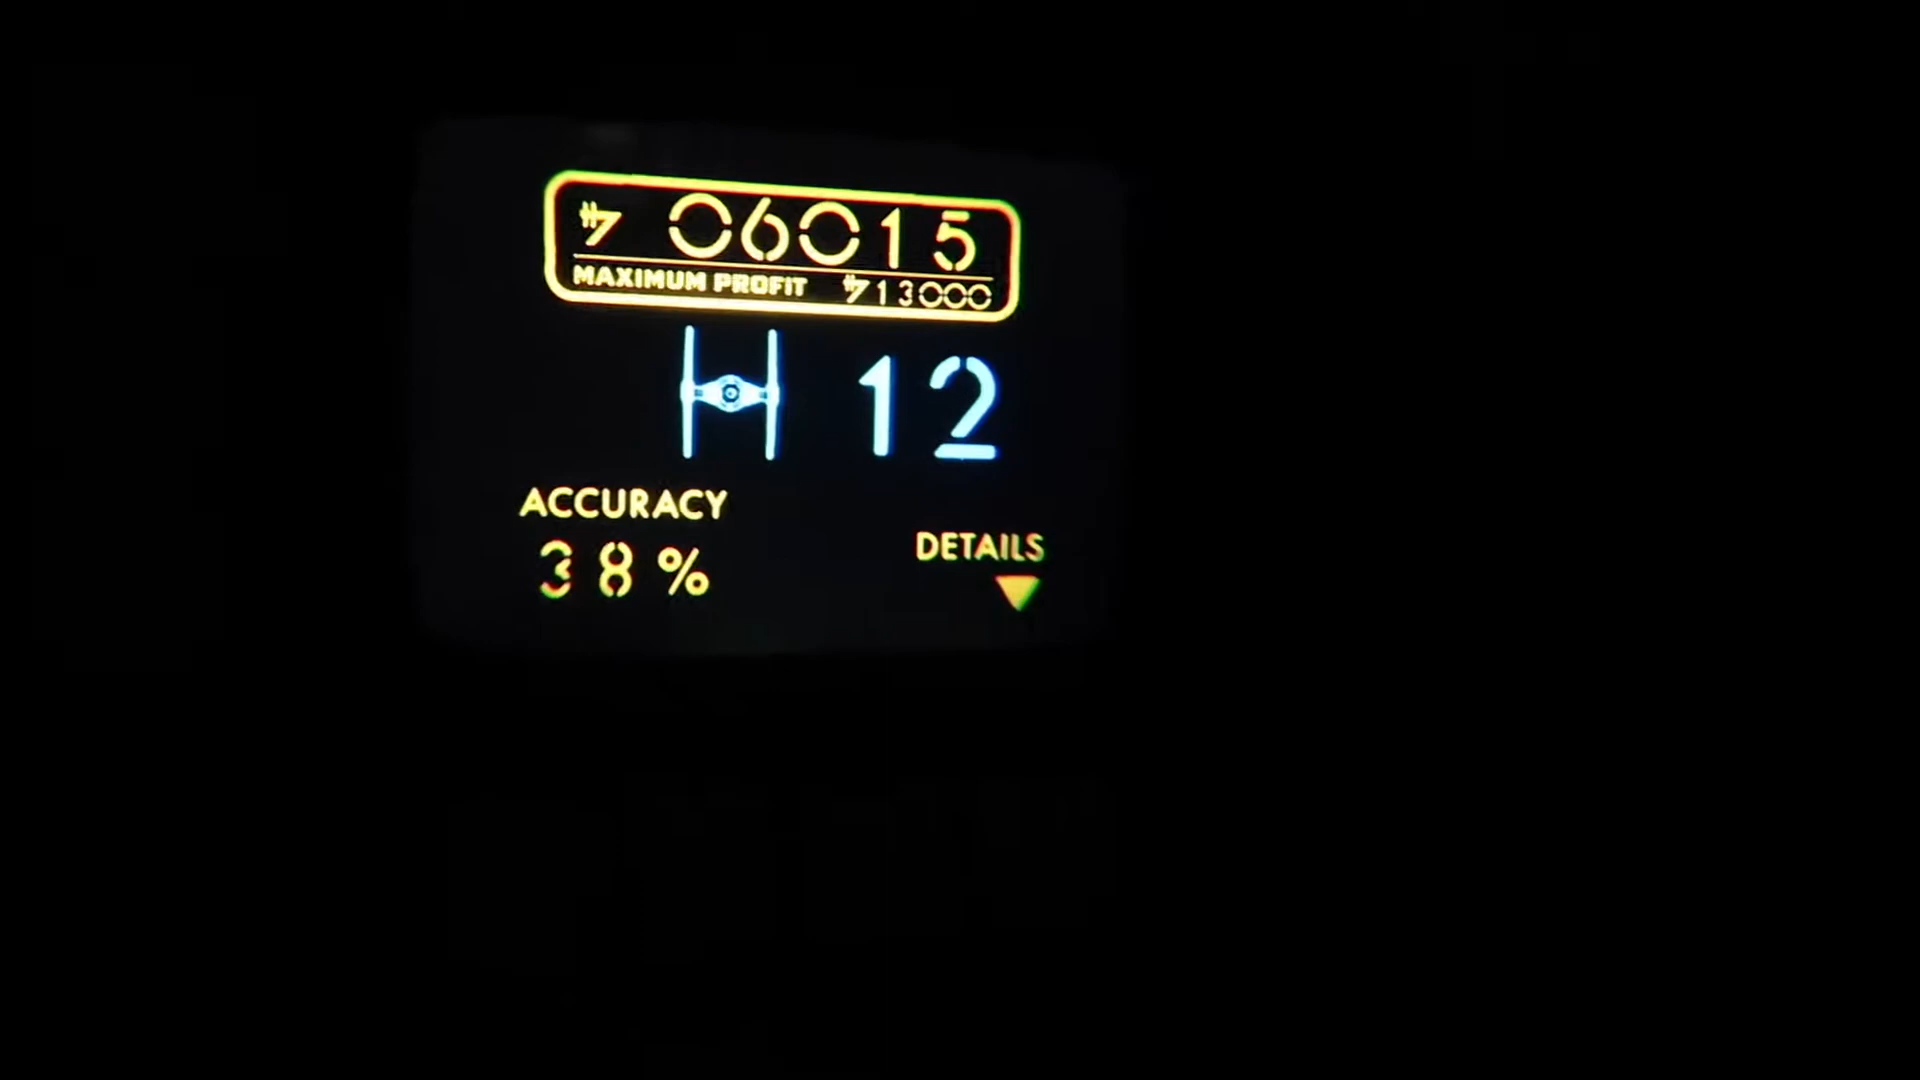 06015
MAXIMUM PROFIT 13000
12
ACCURACY
38%
DETAILS